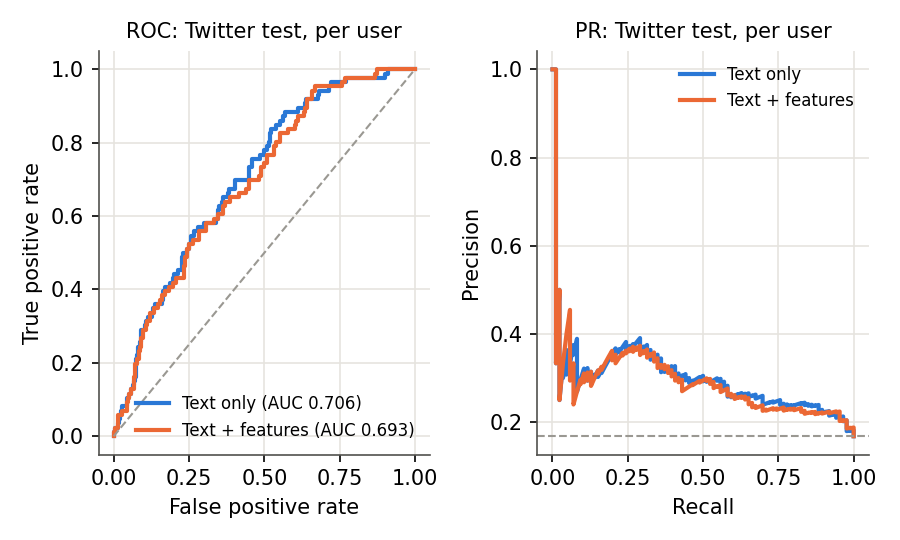 ROC: Twitter test, per user
True positive rate
1.0
0.8
0.6
0.4
0.2
0.0
Text only (AUC 0.706)
Text + features (AUC 0.693)
0.00 0.25 0.50 0.75 1.00
False positive rate
PR: Twitter test, per user
Precision
1.0
0.8
0.6
0.4
0.2
Text only
Text + features
0.00 0.25 0.50 0.75 1.00
Recall